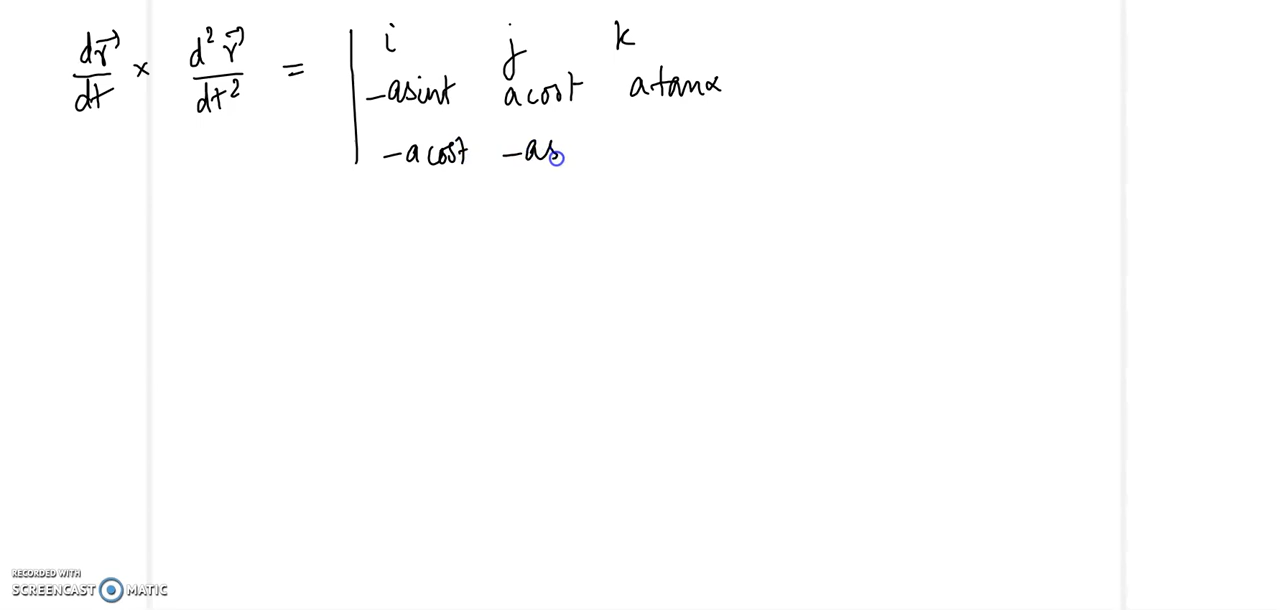 d𝑟⃗/dt × d²𝑟⃗/dt² = | i j k
-asint acost atanα
-acost -as
RECORDED WITH
SCREENCAST MATIC